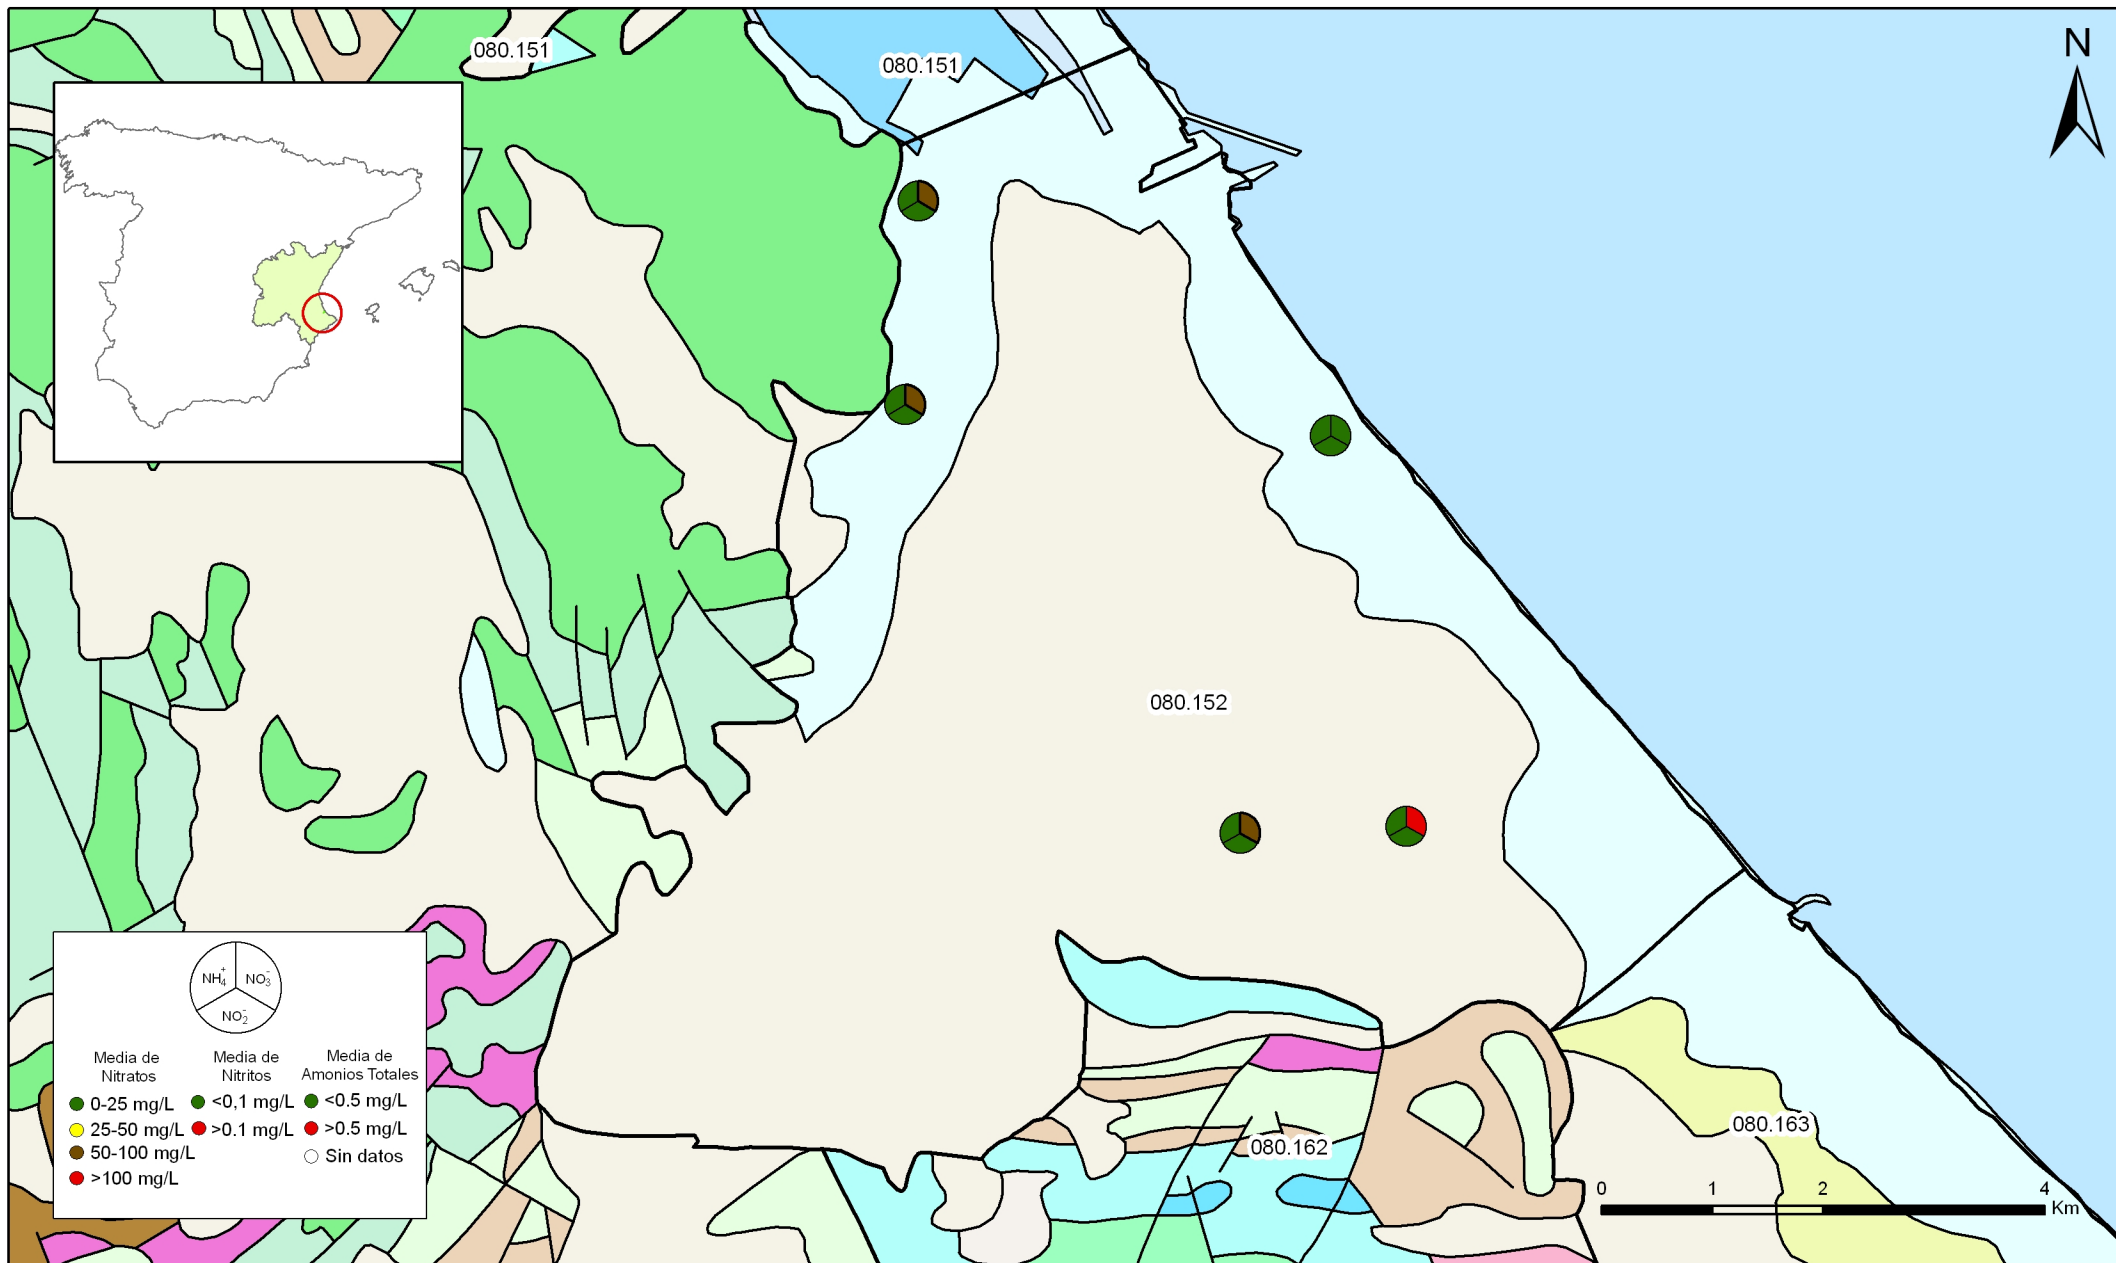 080.151
080.151
N
080.152
080.162
080.163
0 1 2 4
Km
NH4+ NO3-
NO2-
Media de Nitratos
Media de Nitritos
Media de Amonios Totales
0-25 mg/L
25-50 mg/L
50-100 mg/L
>100 mg/L
<0,1 mg/L
>0.1 mg/L
<0.5 mg/L
>0.5 mg/L
Sin datos